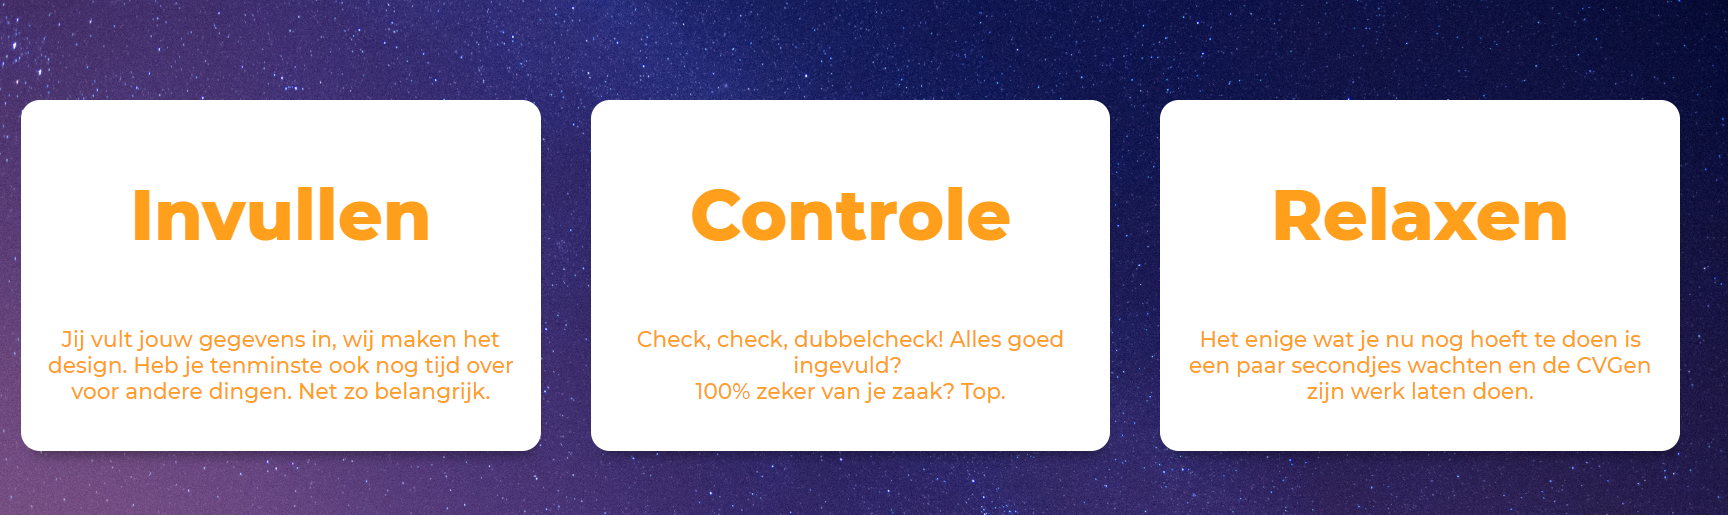 Invullen
Jij vult jouw gegevens in, wij maken het
design. Heb je tenminste ook nog tijd over
voor andere dingen. Net zo belangrijk.
Controle
Check, check, dubbelcheck! Alles goed
ingevuld?
100% zeker van je zaak? Top.
Relaxen
Het enige wat je nu nog hoeft te doen is
een paar secondjes wachten en de CVGen
zijn werk laten doen.